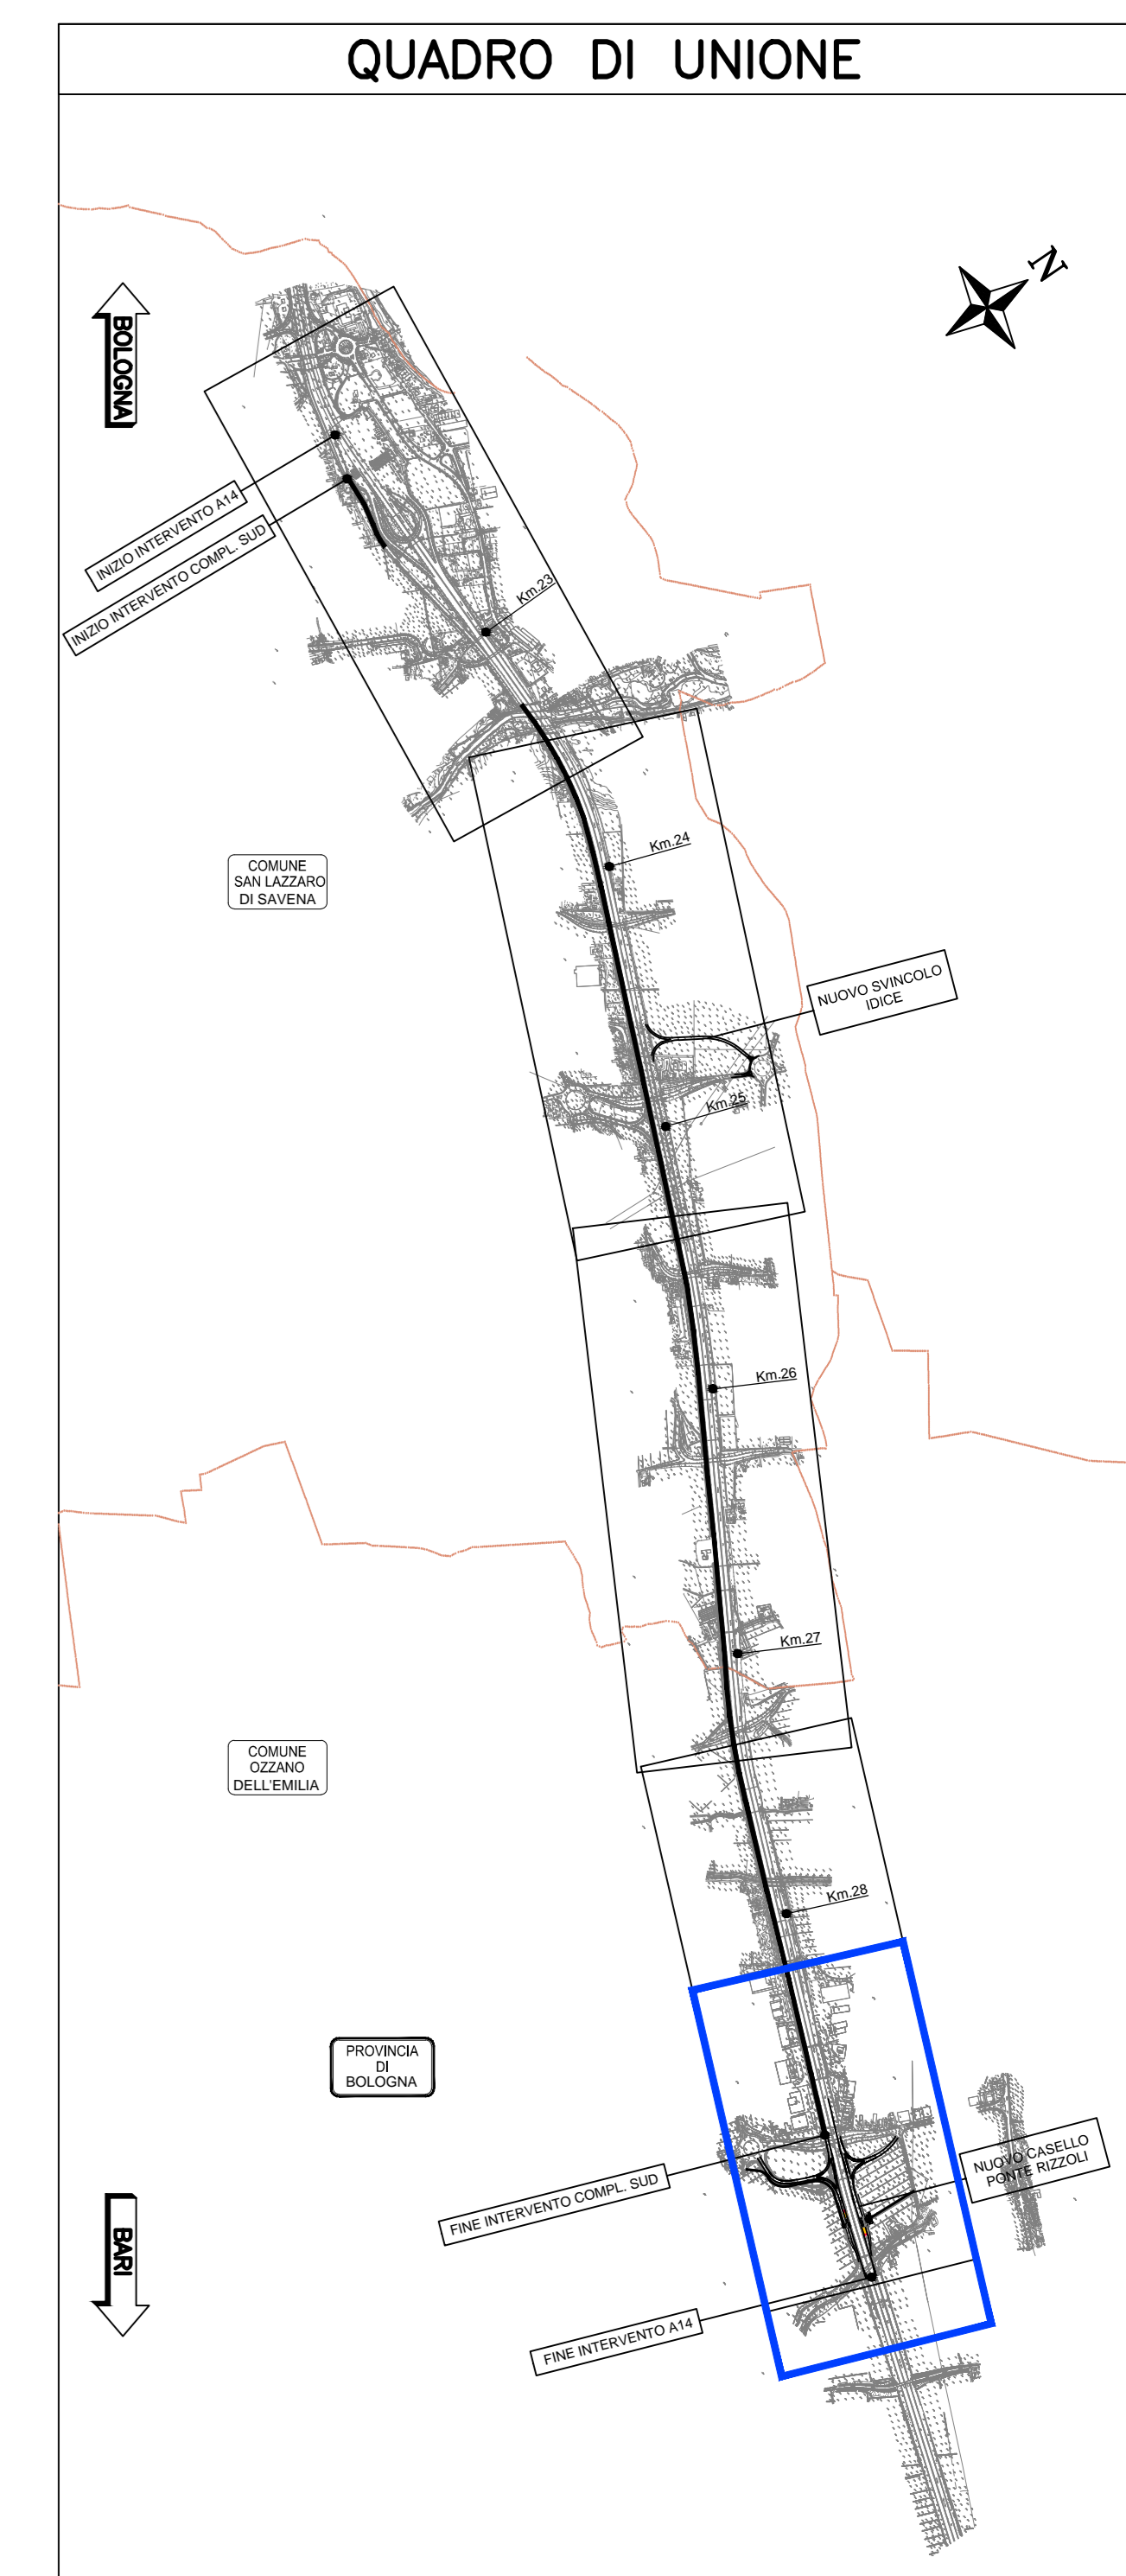 QUADRO DI UNIONE
N
BOLOGNA
INIZIO INTERVENTO A14
INIZIO INTERVENTO COMPL. SUD
Km.23
Km.24
COMUNE
SAN LAZZARO
DI SAVENA
NUOVO SVINCOLO
IDICE
Km.25
Km.26
Km.27
COMUNE
OZZANO
DELL'EMILIA
Km.28
PROVINCIA
DI
BOLOGNA
NUOVO CASELLO
PONTE RIZZOLI
FINE INTERVENTO COMPL. SUD
BARI
FINE INTERVENTO A14